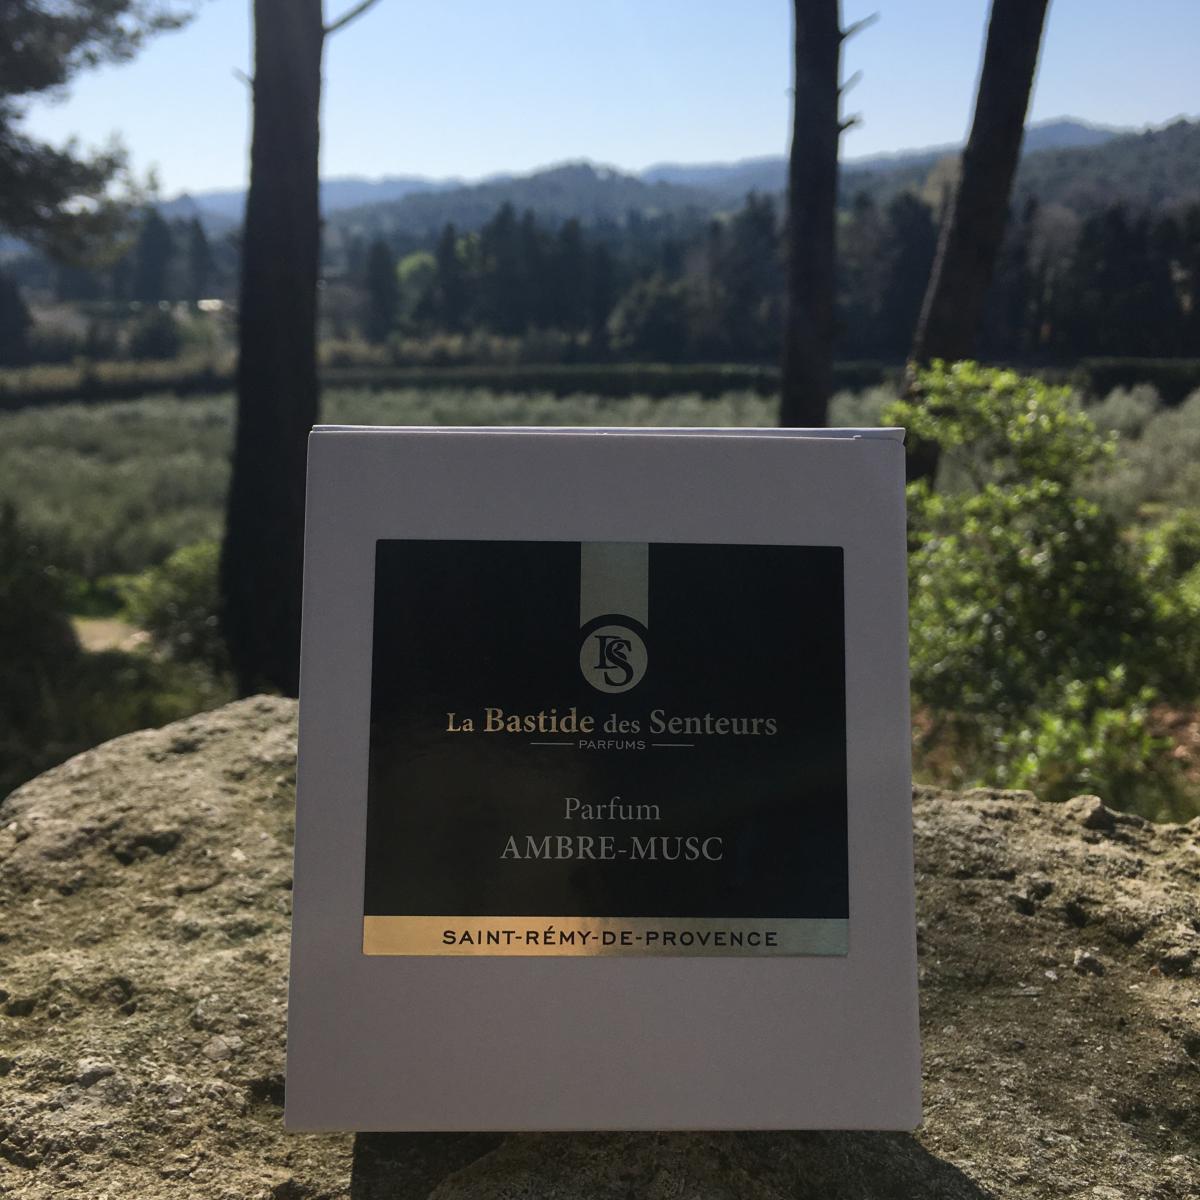 BS
La Bastide des Senteurs
PARFUMS
Parfum
AMBRE-MUSC
SAINT-RÉMY-DE-PROVENCE